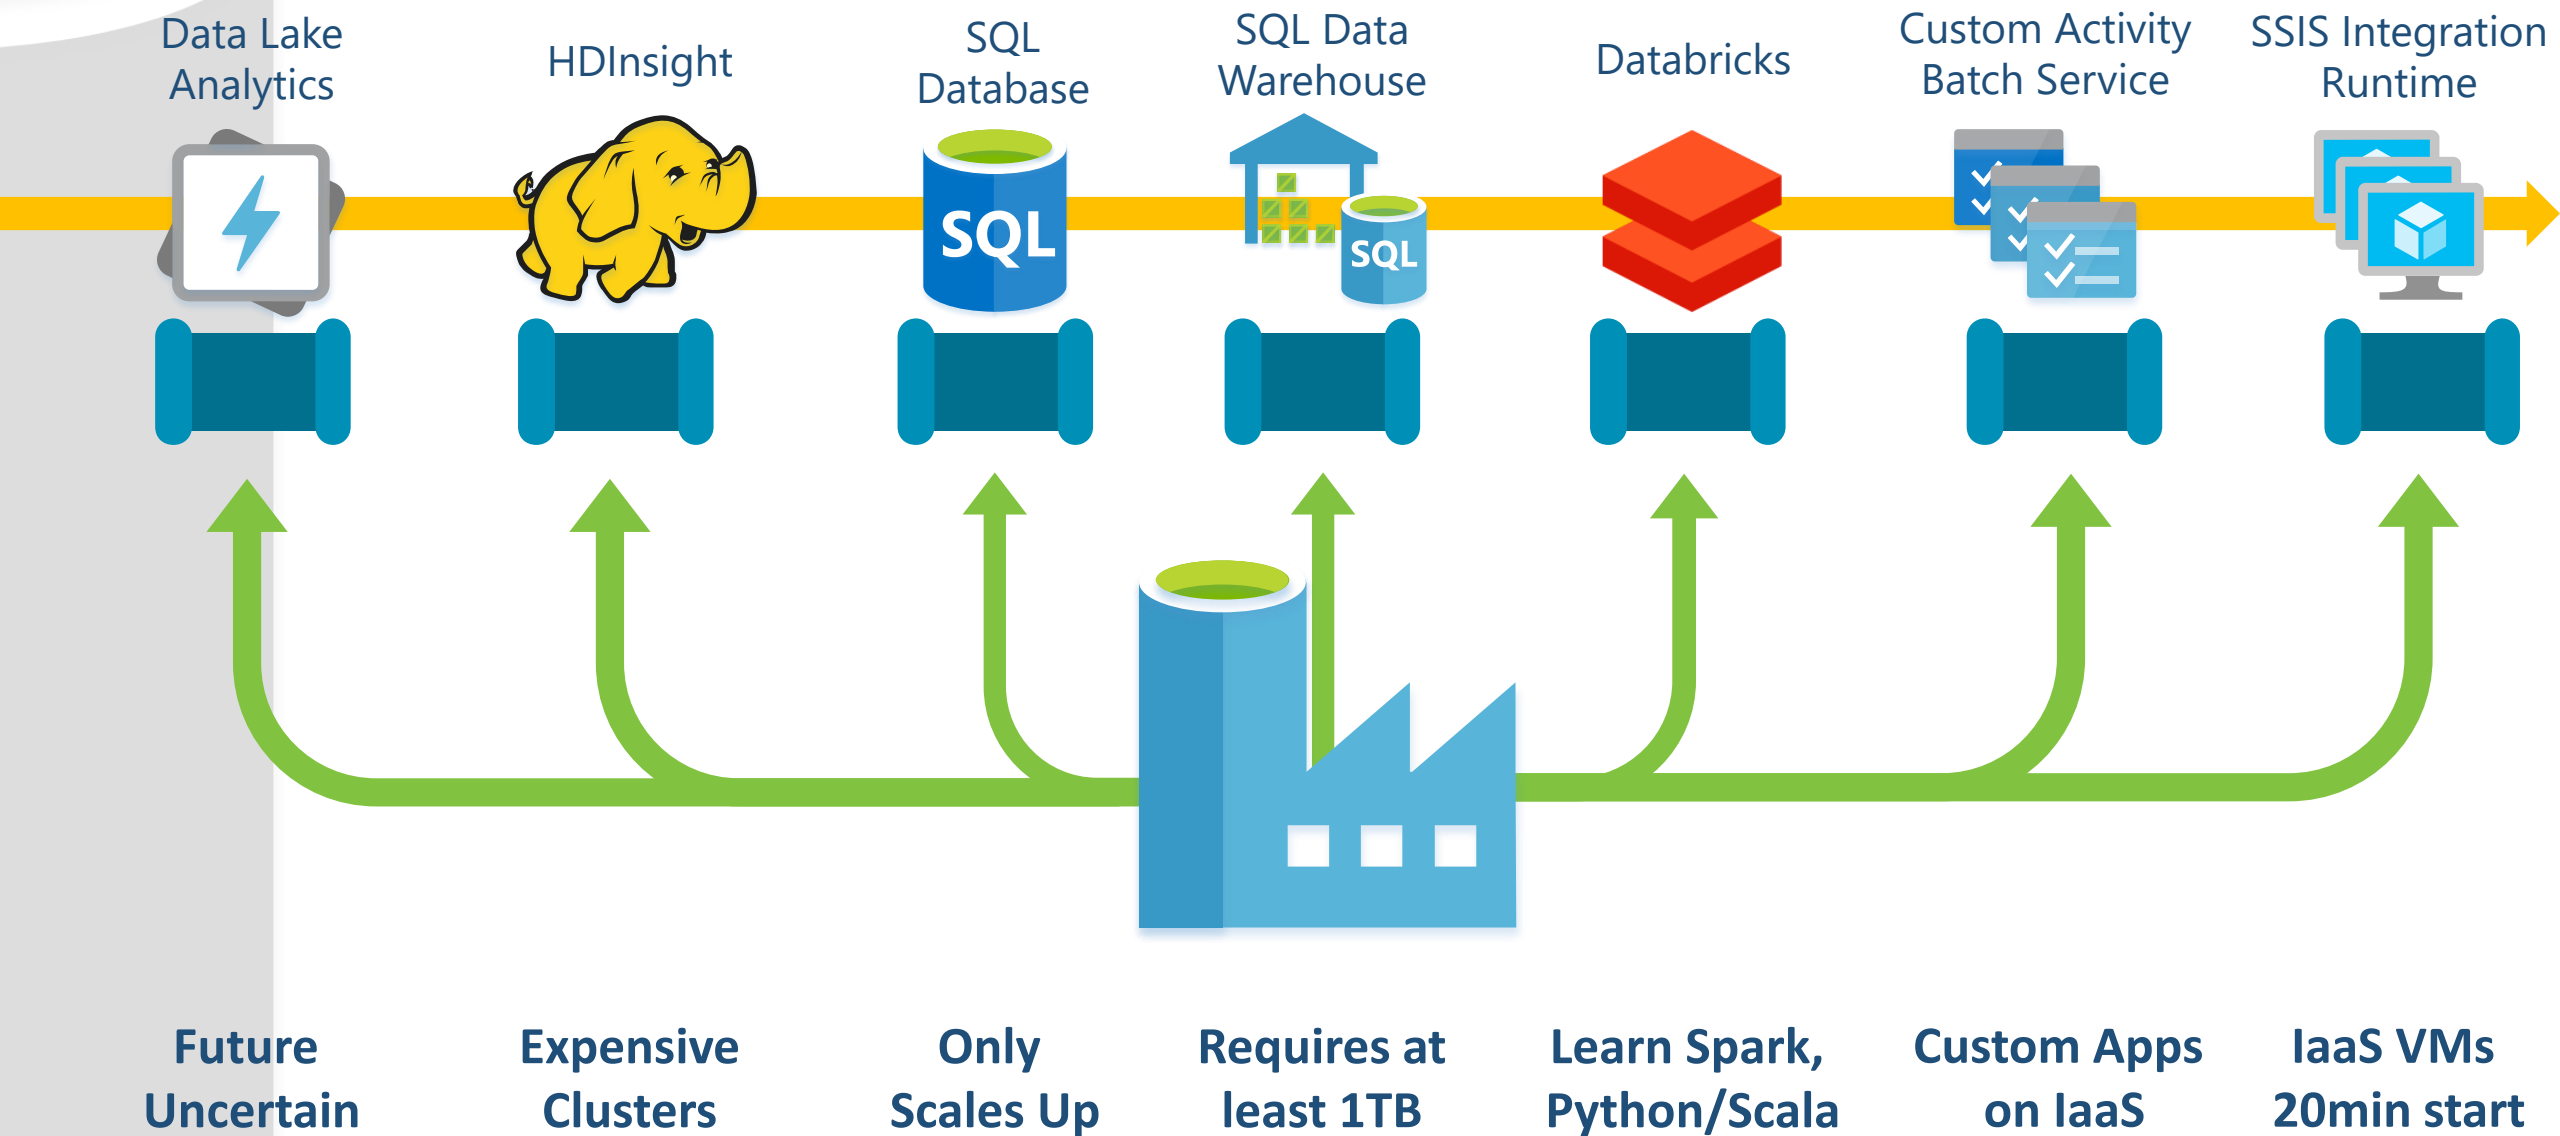 Data Lake
Analytics
HDInsight
SQL
Database
SQL Data
Warehouse
Databricks
Custom Activity
Batch Service
SSIS Integration
Runtime
SQL
SQL
Future
Uncertain
Expensive
Clusters
Only
Scales Up
Requires at
least 1TB
Learn Spark,
Python/Scala
Custom Apps
on IaaS
IaaS VMs
20min start